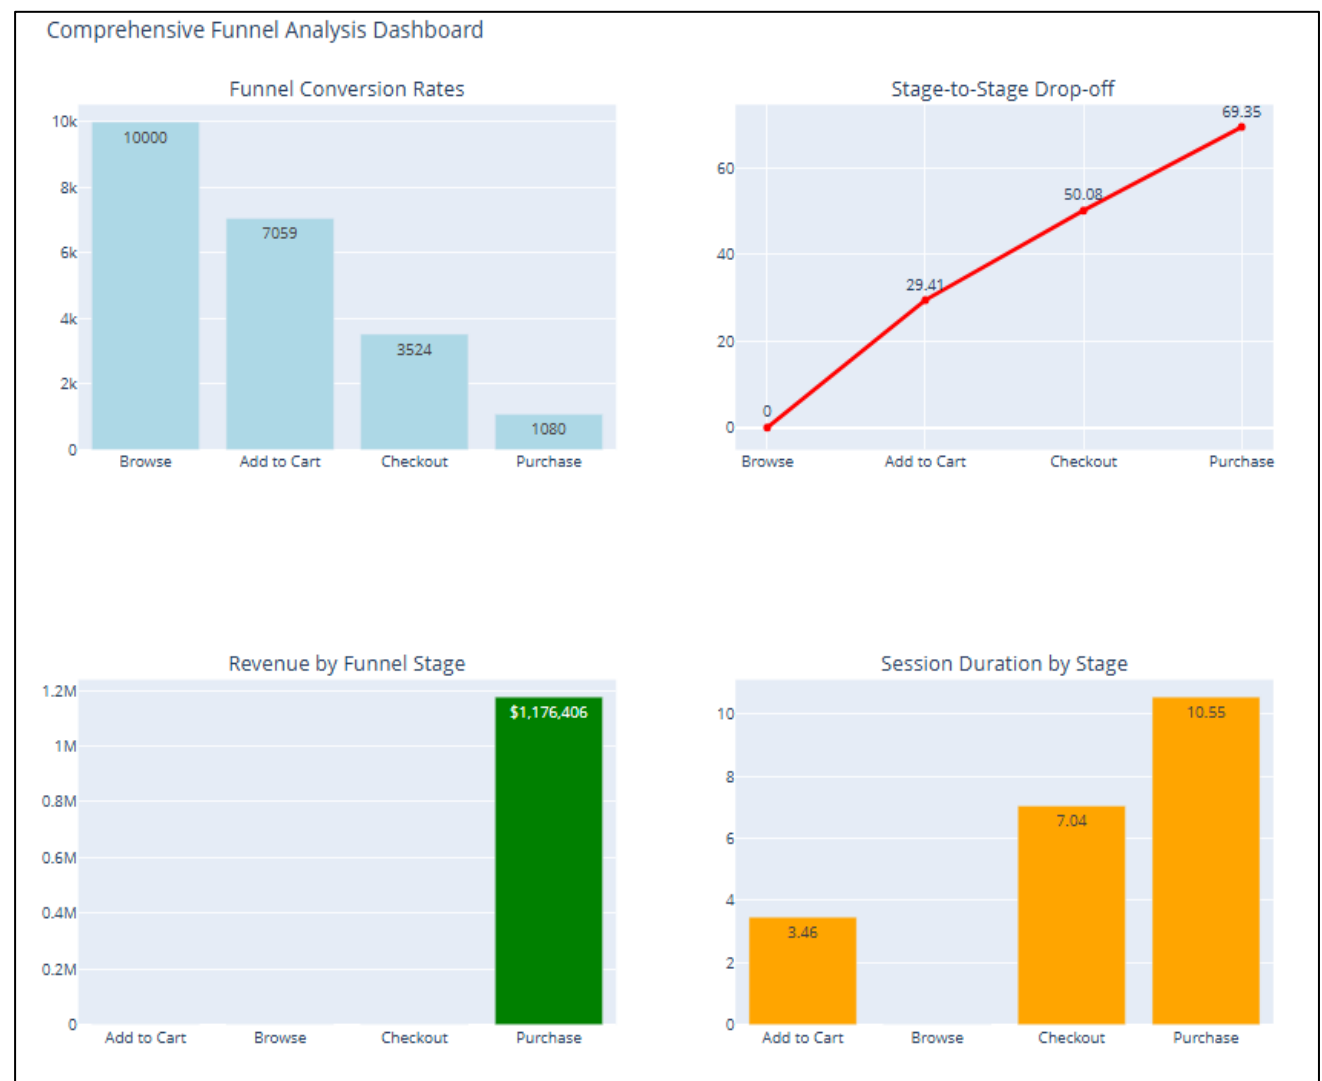 Comprehensive Funnel Analysis Dashboard
Funnel Conversion Rates
10k
8k
6k
4k
2k
0
10000
7059
3524
1080
Browse Add to Cart Checkout Purchase
Stage-to-Stage Drop-off
60
40
20
0
0
29.41
50.08
69.35
Browse Add to Cart Checkout Purchase
Revenue by Funnel Stage
1.2M
1M
0.8M
0.6M
0.4M
0.2M
0
$1,176,406
Add to Cart Browse Checkout Purchase
Session Duration by Stage
10
8
6
4
2
0
3.46
7.04
10.55
Add to Cart Browse Checkout Purchase